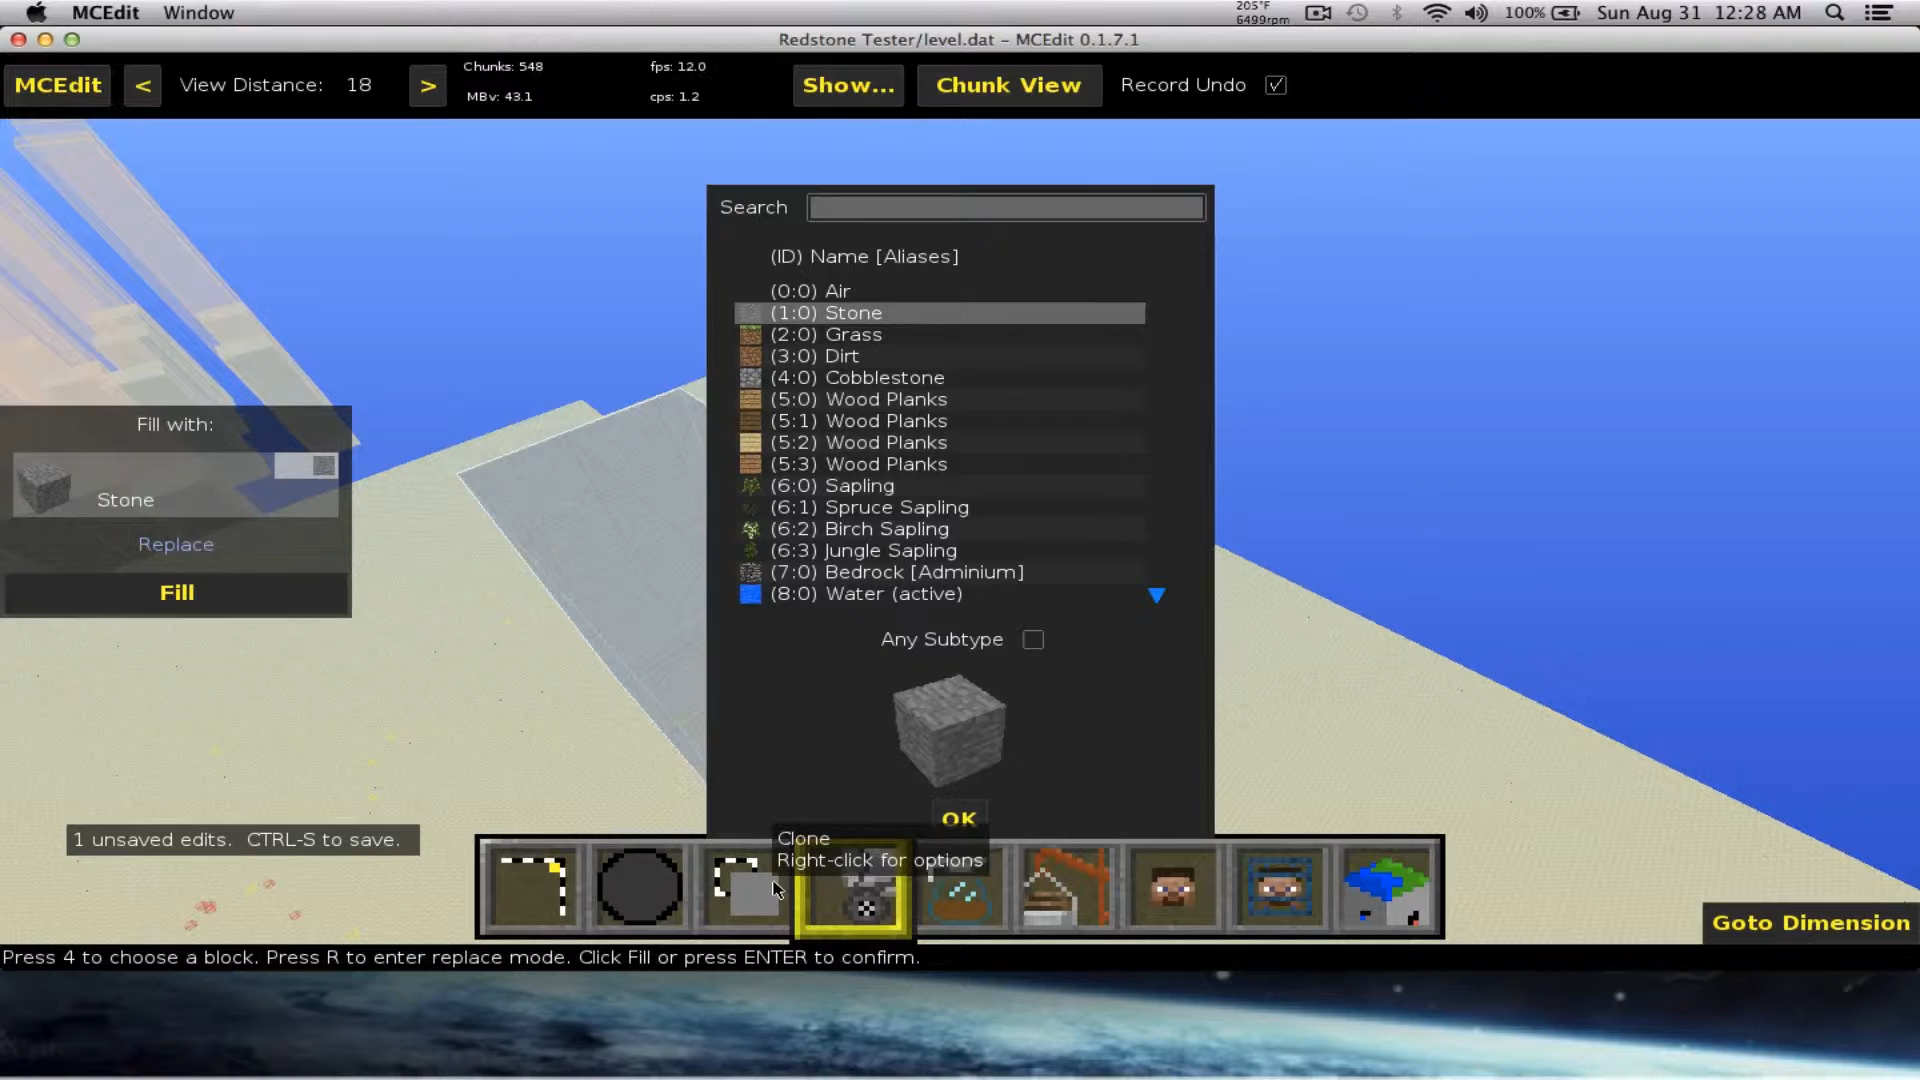 MCEdit Window
205°F
6499rpm
100%
Sun Aug 31 12:28 AM
Redstone Tester/level.dat – MCEdit 0.1.7.1
MCEdit
<
View Distance: 18
>
Chunks: 548
MBv: 43.1
fps: 12.0
cps: 1.2
Show...
Chunk View
Record Undo
Search
(ID) Name [Aliases]
(0:0) Air
(1:0) Stone
(2:0) Grass
(3:0) Dirt
(4:0) Cobblestone
(5:0) Wood Planks
(5:1) Wood Planks
(5:2) Wood Planks
(5:3) Wood Planks
(6:0) Sapling
(6:1) Spruce Sapling
(6:2) Birch Sapling
(6:3) Jungle Sapling
(7:0) Bedrock [Adminium]
(8:0) Water (active)
Any Subtype
OK
Fill with:
Stone
Replace
Fill
1 unsaved edits. CTRL-S to save.
Clone
Right-click for options
Goto Dimension
Press 4 to choose a block. Press R to enter replace mode. Click Fill or press ENTER to confirm.